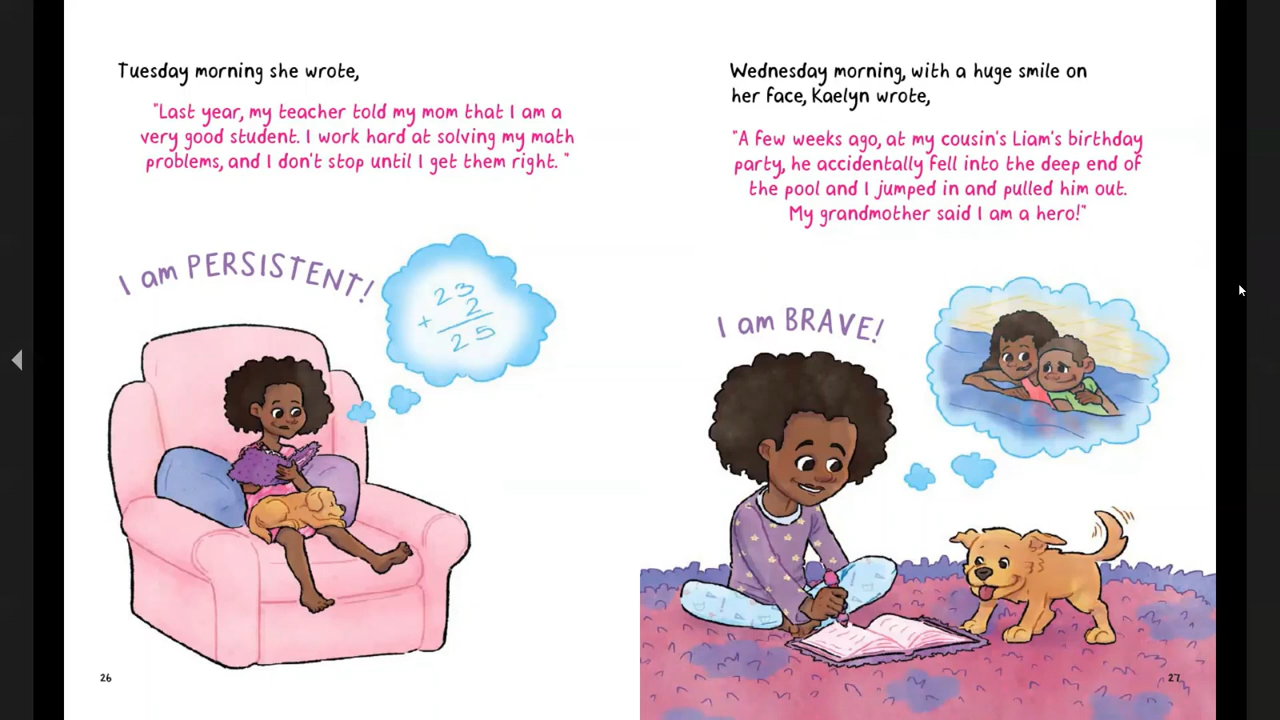 Tuesday morning she wrote,
"Last year, my teacher told my mom that I am a
very good student. I work hard at solving my math
problems, and I don't stop until I get them right. "
I am PERSISTENT!
23
+ 2
25
26
Wednesday morning, with a huge smile on
her face, Kaelyn wrote,
"A few weeks ago, at my cousin's Liam's birthday
party, he accidentally fell into the deep end of
the pool and I jumped in and pulled him out.
My grandmother said I am a hero!"
I am BRAVE!
27